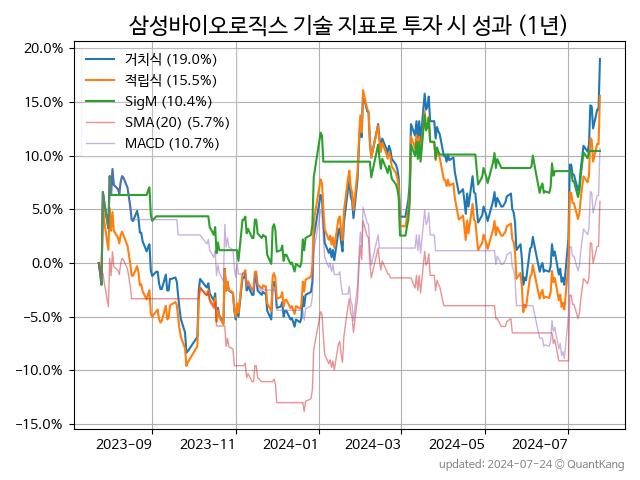 삼성바이오로직스 기술 지표로 투자 시 성과 (1년)
20.0%
15.0%
10.0%
5.0%
0.0%
−5.0%
−10.0%
−15.0%
거치식 (19.0%)
적립식 (15.5%)
SigM (10.4%)
SMA(20) (5.7%)
MACD (10.7%)
2023-09
2023-11
2024-01
2024-03
2024-05
2024-07
updated: 2024-07-24 @ QuantKang